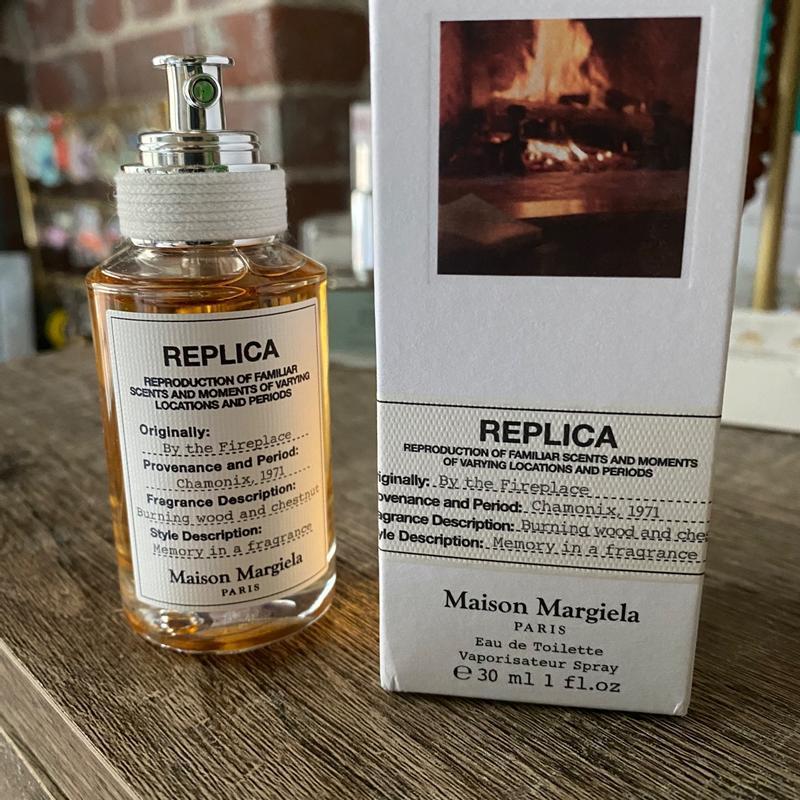 REPLICA
REPRODUCTION OF FAMILIAR
SCENTS AND MOMENTS OF VARYING
LOCATIONS AND PERIODS
Originally:
By the Fireplace
Provenance and Period:
Chamonix, 1971
Fragrance Description:
Burning wood and chestnut
Style Description:
Memory in a fragrance
Maison Margiela
PARIS
REPLICA
REPRODUCTION OF FAMILIAR SCENTS AND MOMENTS
OF VARYING LOCATIONS AND PERIODS
iginally: By the Fireplace
ovenance and Period: Chamonix, 1971
agrance Description: Burning wood and ches
yle Description: Memory in a fragrance
Maison Margiela
PARIS
Eau de Toilette
Vaporisateur Spray
℮ 30 ml 1 fl.oz